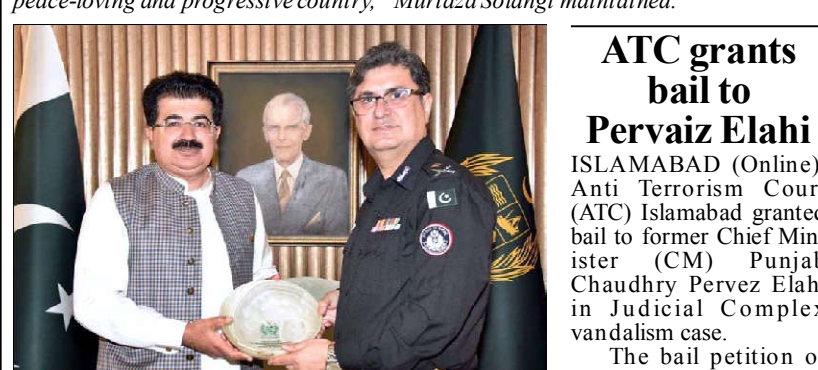 peace-loving and progressive country," Murtaza Solangi maintained.
ATC grants
bail to
Pervaiz Elahi
ISLAMABAD (Online)
Anti Terrorism Cour
(ATC) Islamabad granted
bail to former Chief Min
ister (CM) Punjab
Chaudhry Pervez Elah
in Judicial Complex
vandalism case.
The bail petition o